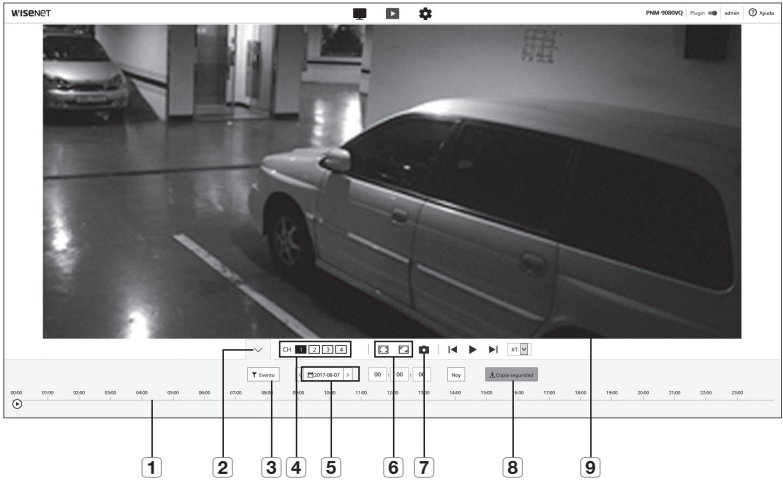 WISENET
PNM-9080VQ Plugin admin ? Ayuda
CH 1 2 3 4 x1
Evento 2017-06-07 00 : 00 : 00 Hoy Copia seguridad
00:00 01:00 02:00 03:00 04:00 05:00 06:00 07:00 08:00 09:00 10:00 11:00 12:00 13:00 14:00 15:00 16:00 17:00 18:00 19:00 20:00 21:00 22:00 23:00
1 2 3 4 5 6 7 8 9